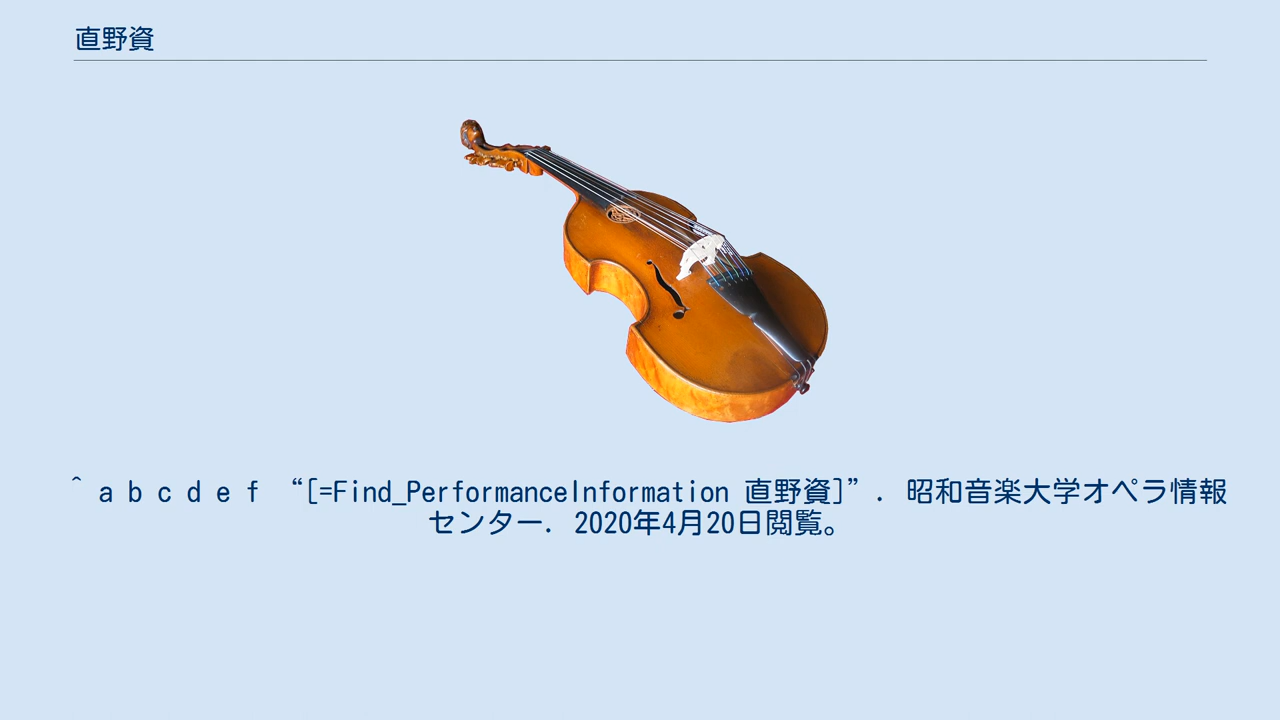 直野資
^ a b c d e f “[=Find_PerformanceInformation 直野資]”. 昭和音楽大学オペラ情報
センター. 2020年4月20日閲覧。